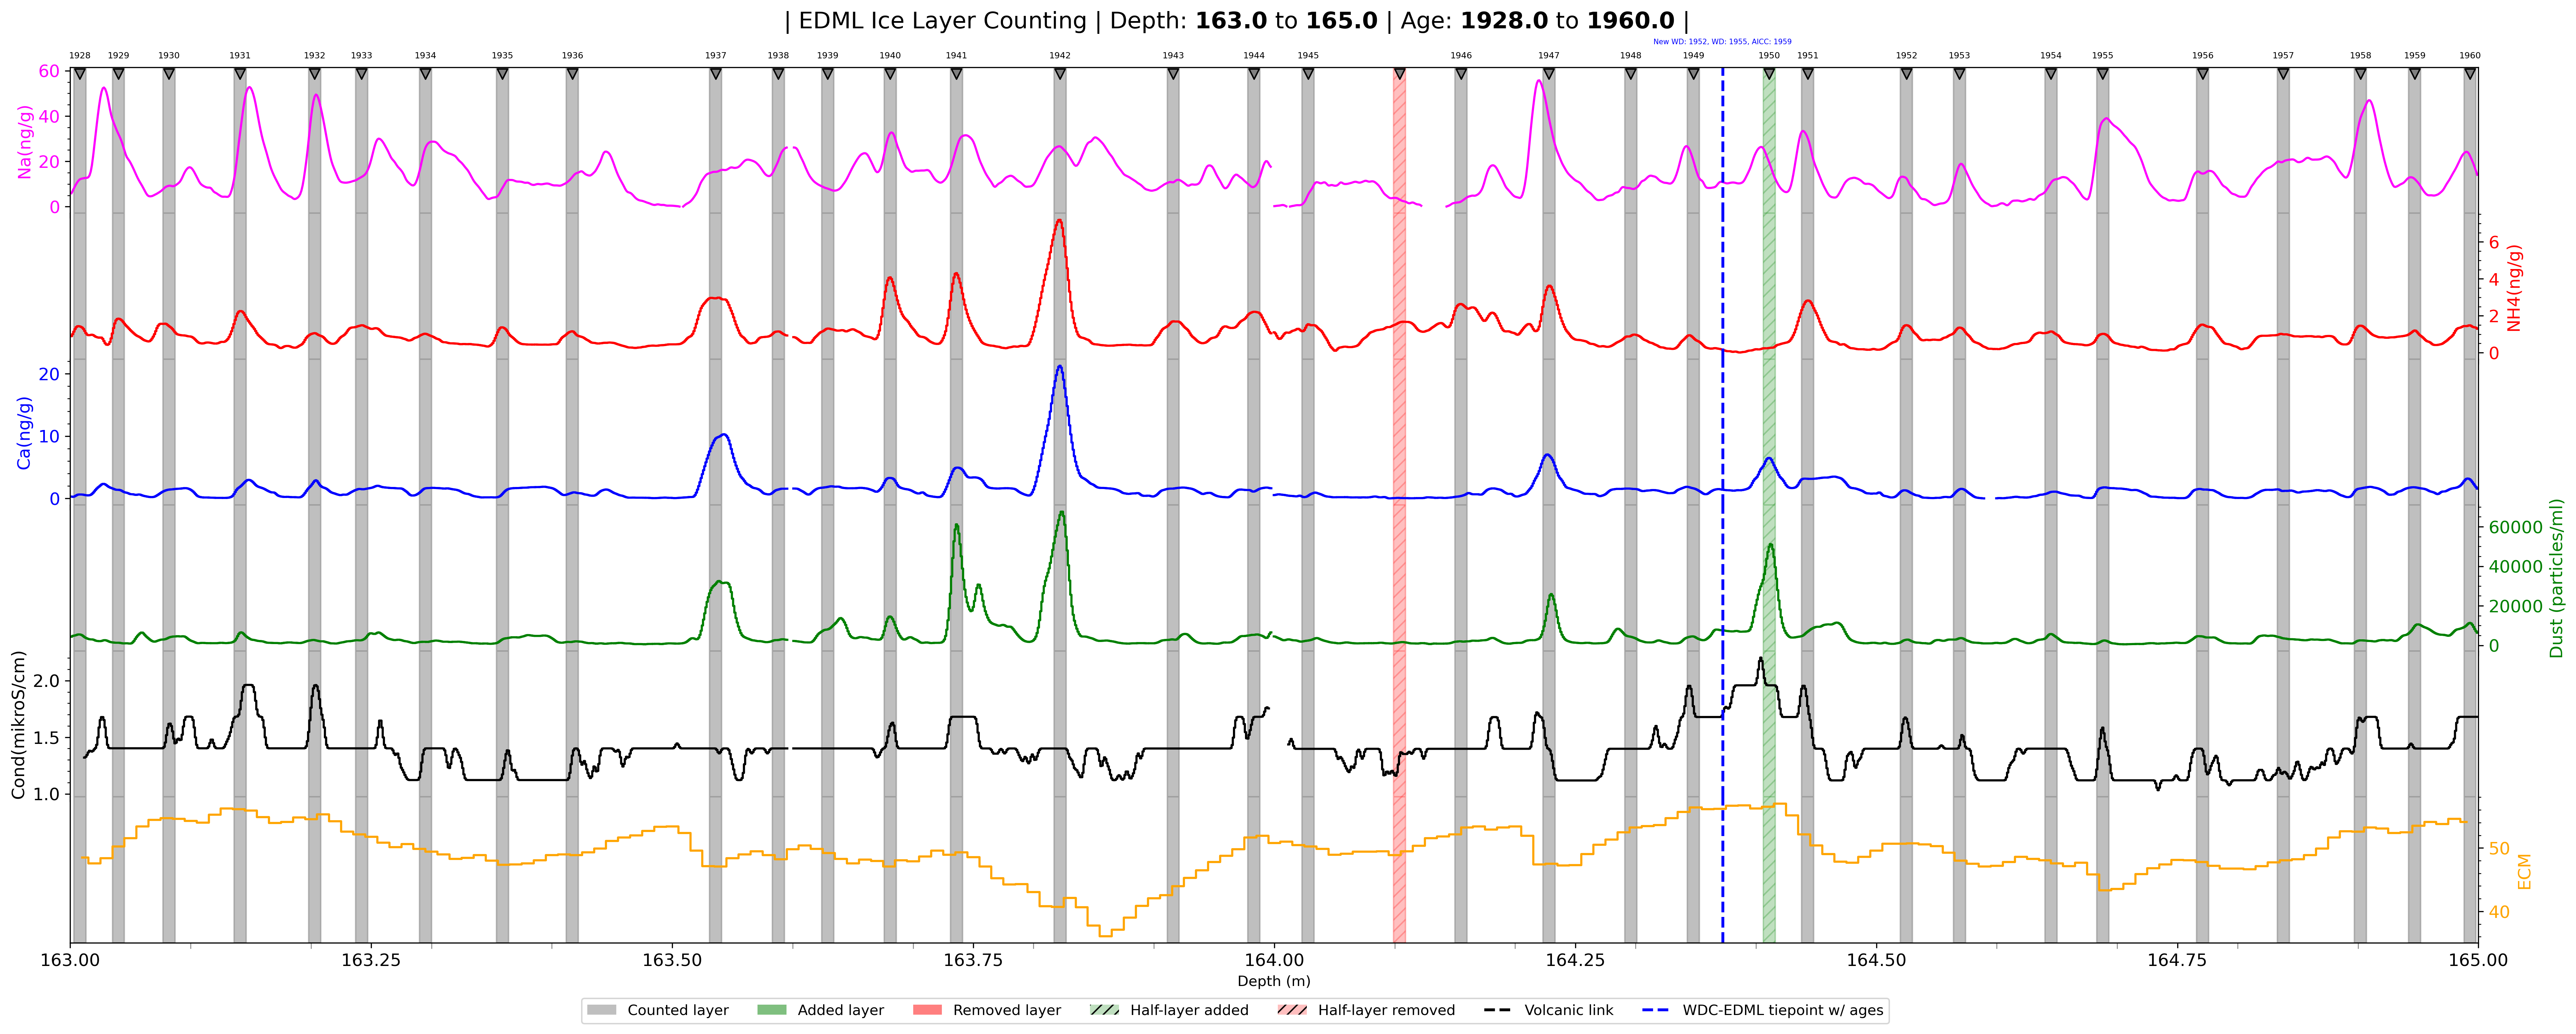 | EDML Ice Layer Counting | Depth: 163.0 to 165.0 | Age: 1928.0 to 1960.0 |
New WD: 1952, WD: 1955, AICC: 1959
1928 1929 1930 1931 1932 1933 1934 1935 1936 1937 1938 1939 1940 1941 1942 1943 1944 1945 1946 1947 1948 1949 1950 1951 1952 1953 1954 1955 1956 1957 1958 1959 1960
Na(ng/g)
60
40
20
0
NH4(ng/g)
6
4
2
0
Ca(ng/g)
20
10
0
Dust (particles/ml)
60000
40000
20000
0
Cond(mikroS/cm)
2.0
1.5
1.0
ECM
50
40
163.00 163.25 163.50 163.75 164.00 164.25 164.50 164.75 165.00
Depth (m)
Counted layer Added layer Removed layer Half-layer added Half-layer removed Volcanic link WDC-EDML tiepoint w/ ages